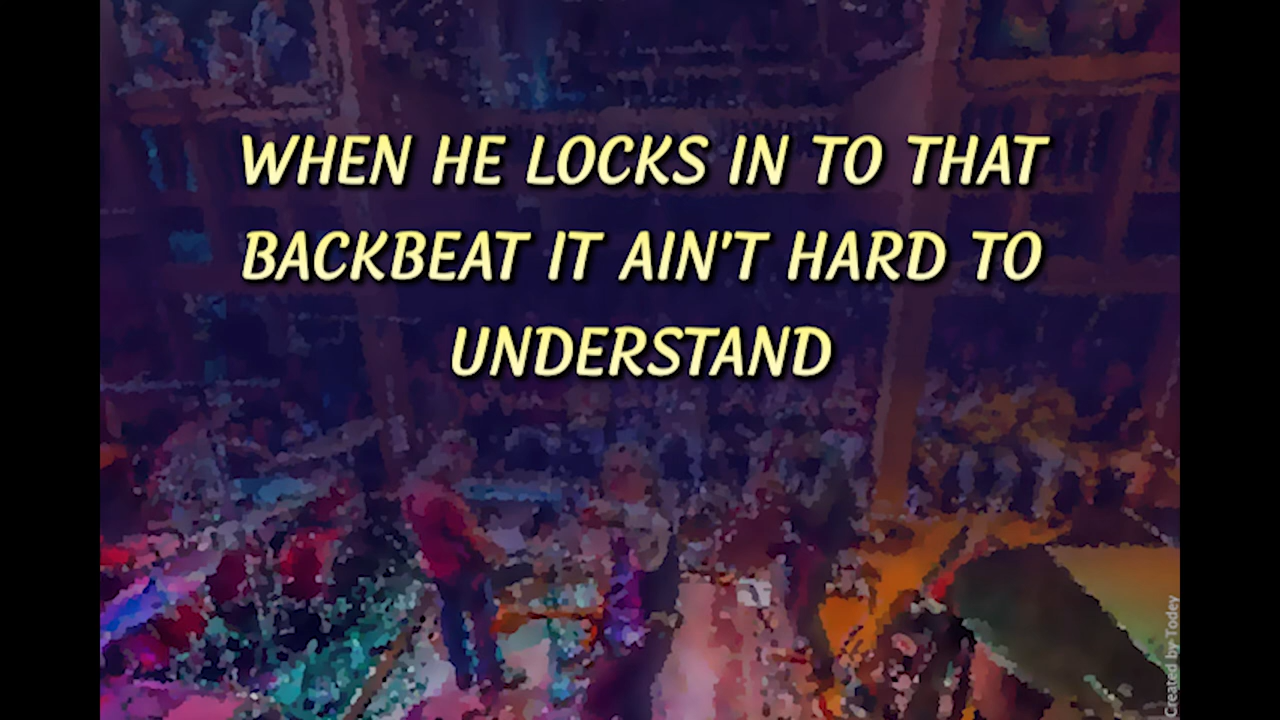 WHEN HE LOCKS IN TO THAT
BACKBEAT IT AIN'T HARD TO
UNDERSTAND
Created by Todey